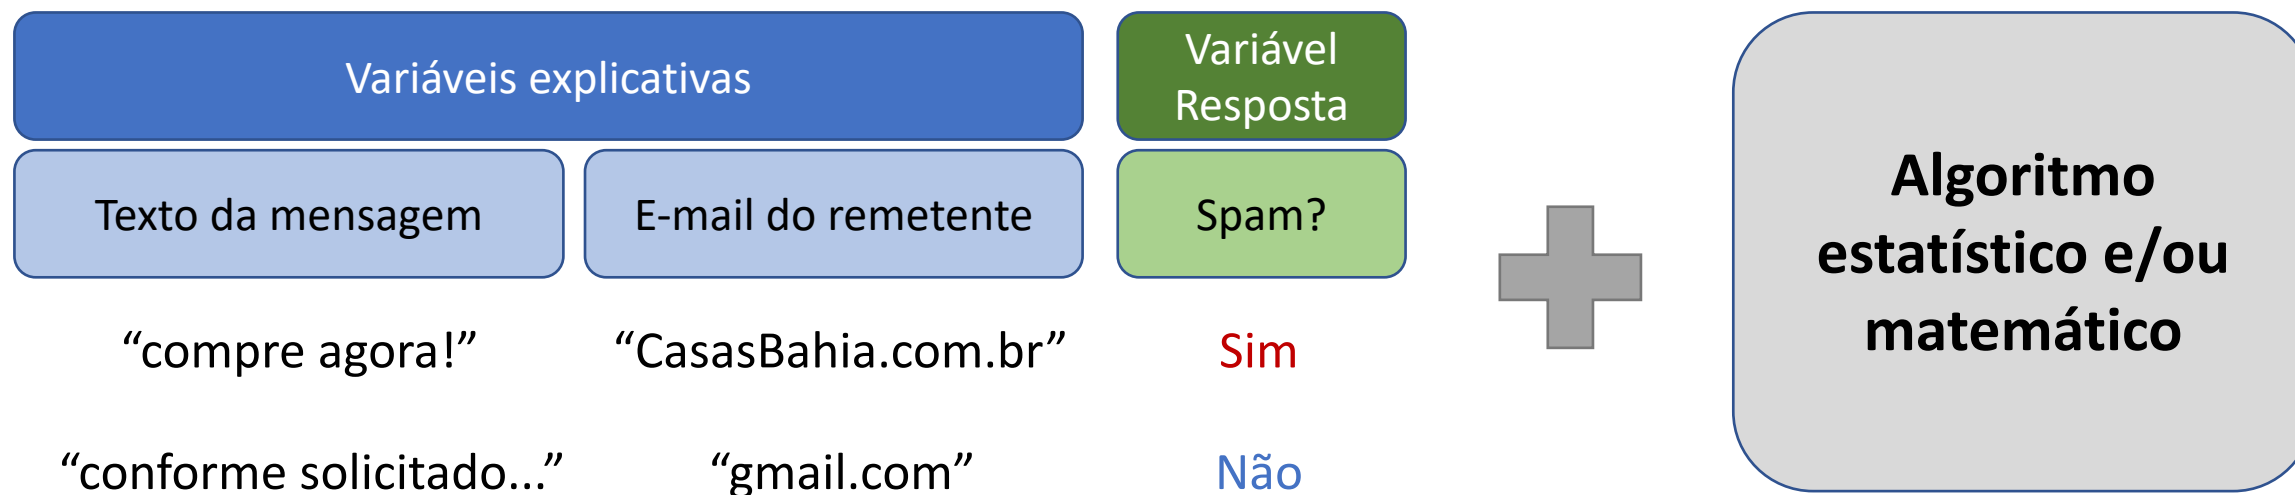 Variáveis explicativas
Variável
Resposta
Texto da mensagem
E-mail do remetente
Spam?
“compre agora!”
“CasasBahia.com.br”
Sim
“conforme solicitado...”
“gmail.com”
Não
Algoritmo
estatístico e/ou
matemático